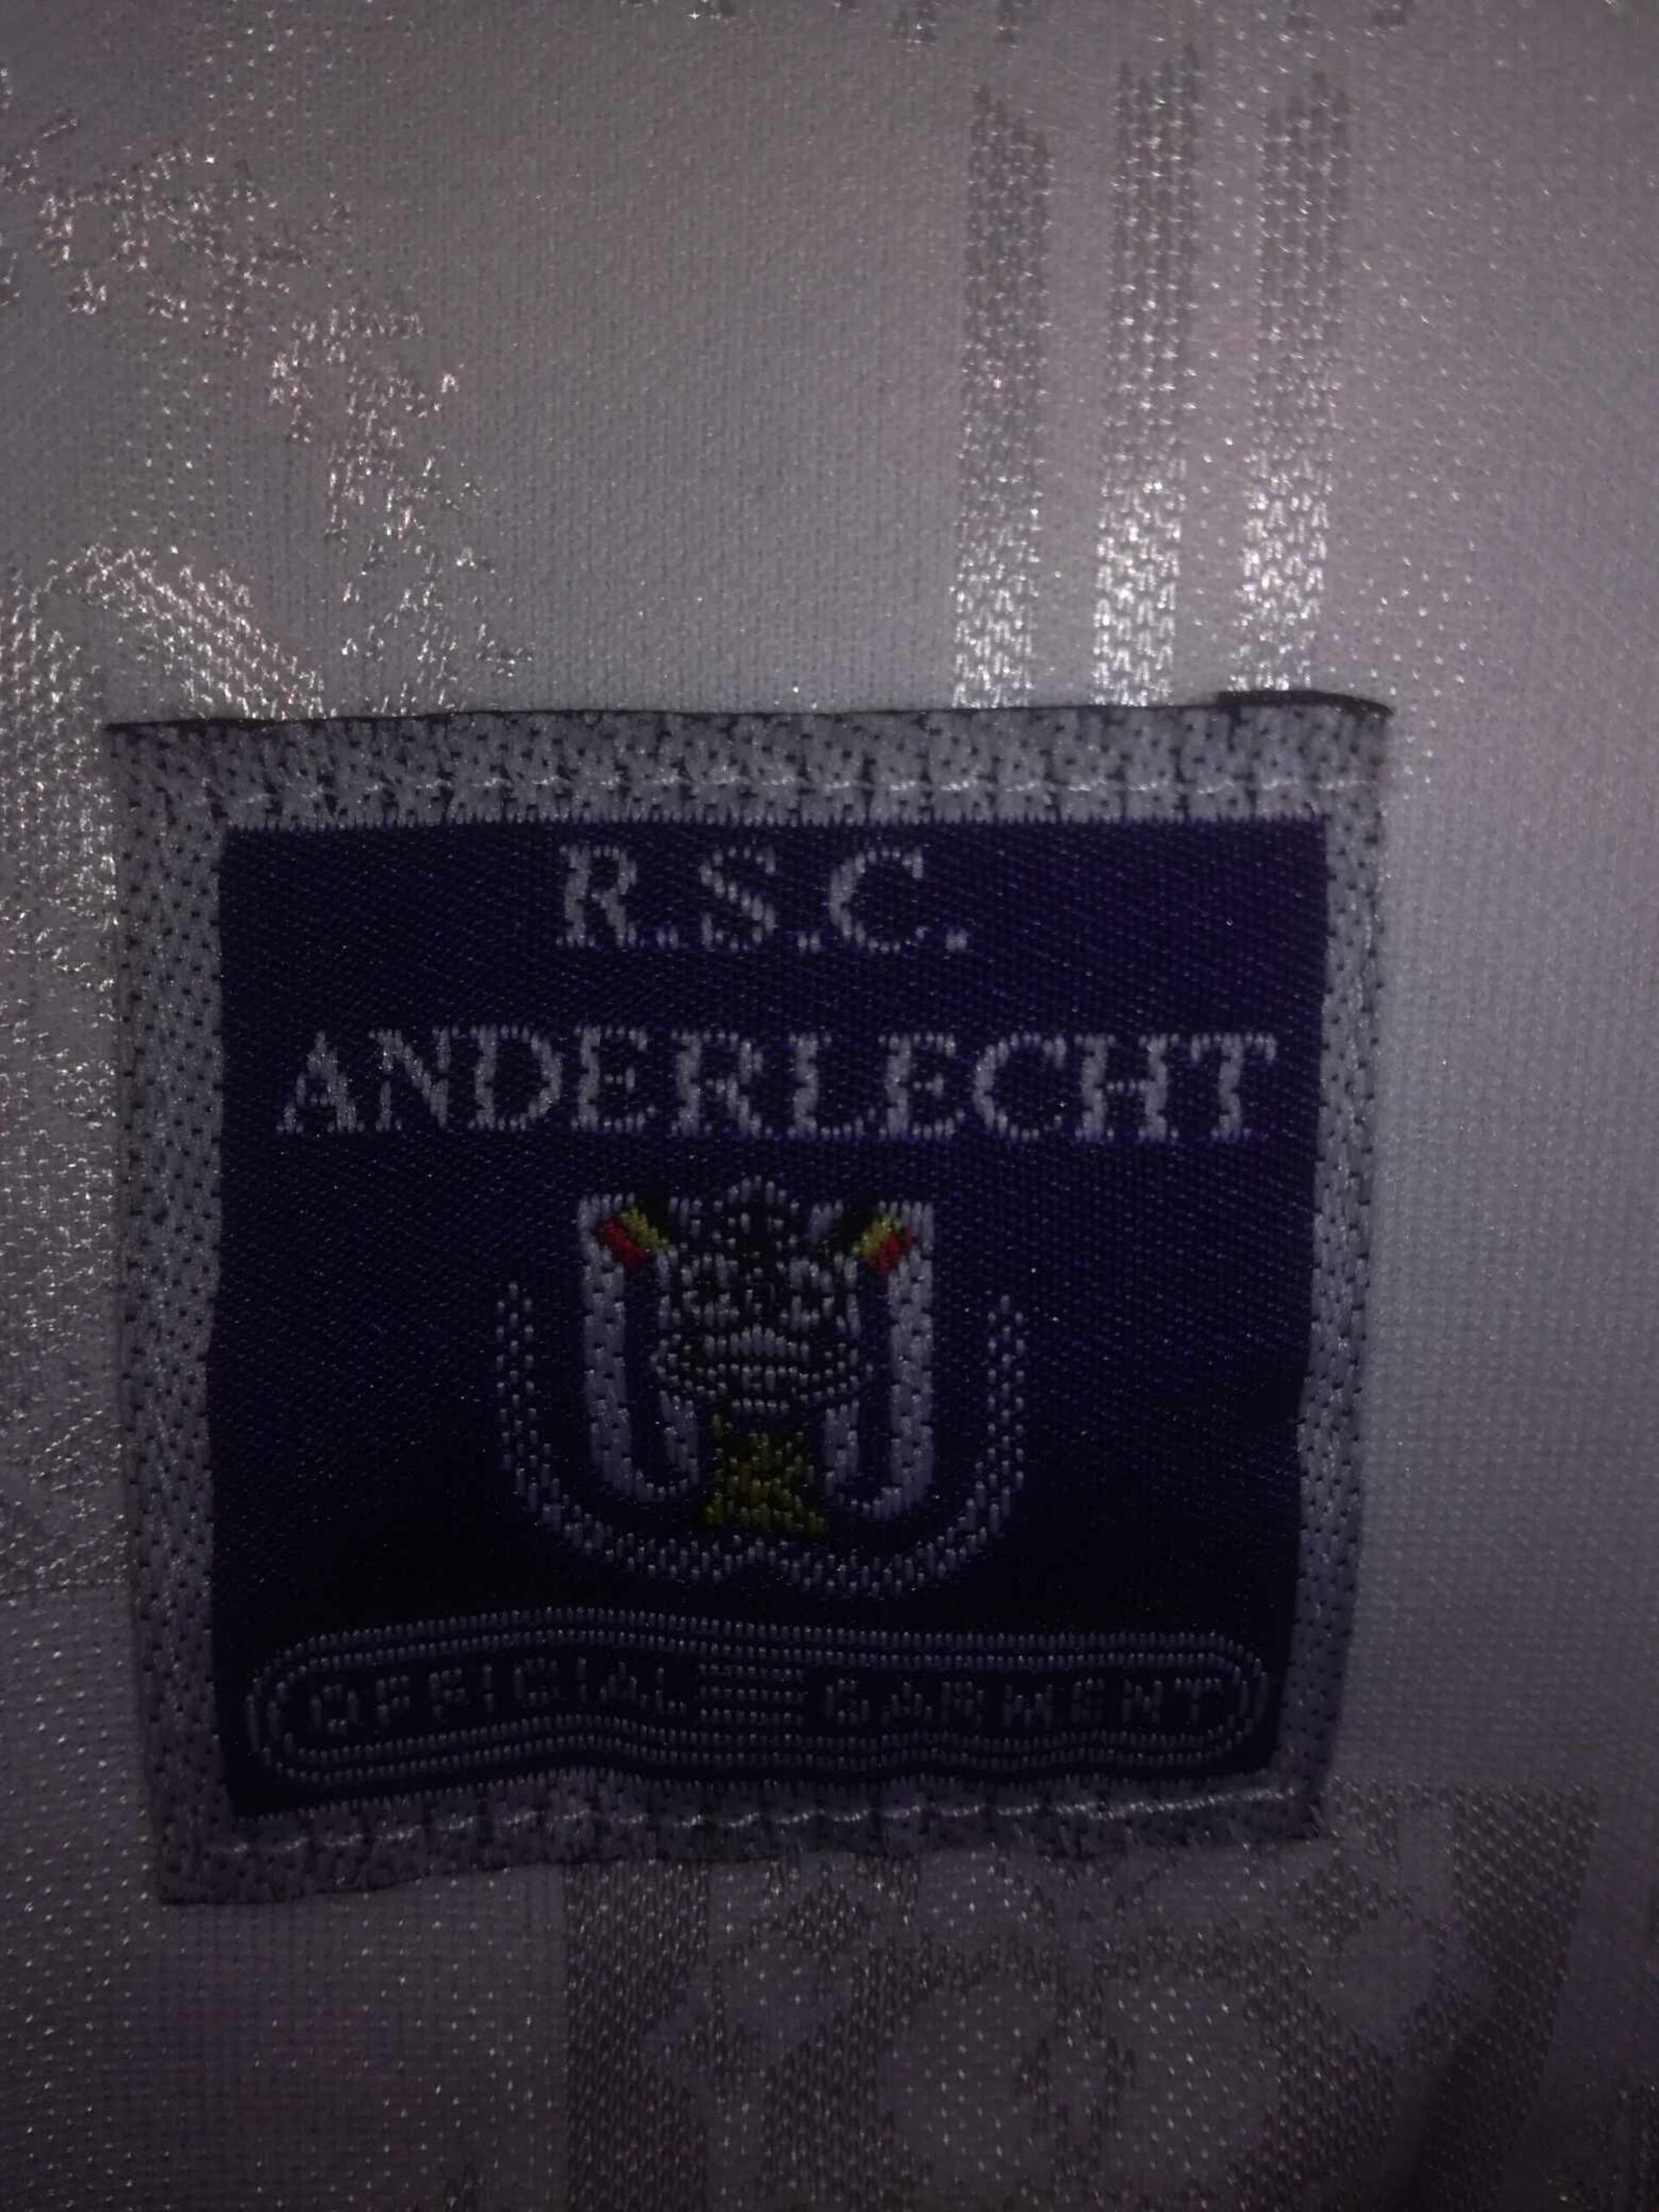 R.S.C.
ANDERLECHT
OFFICIAL GARMENT